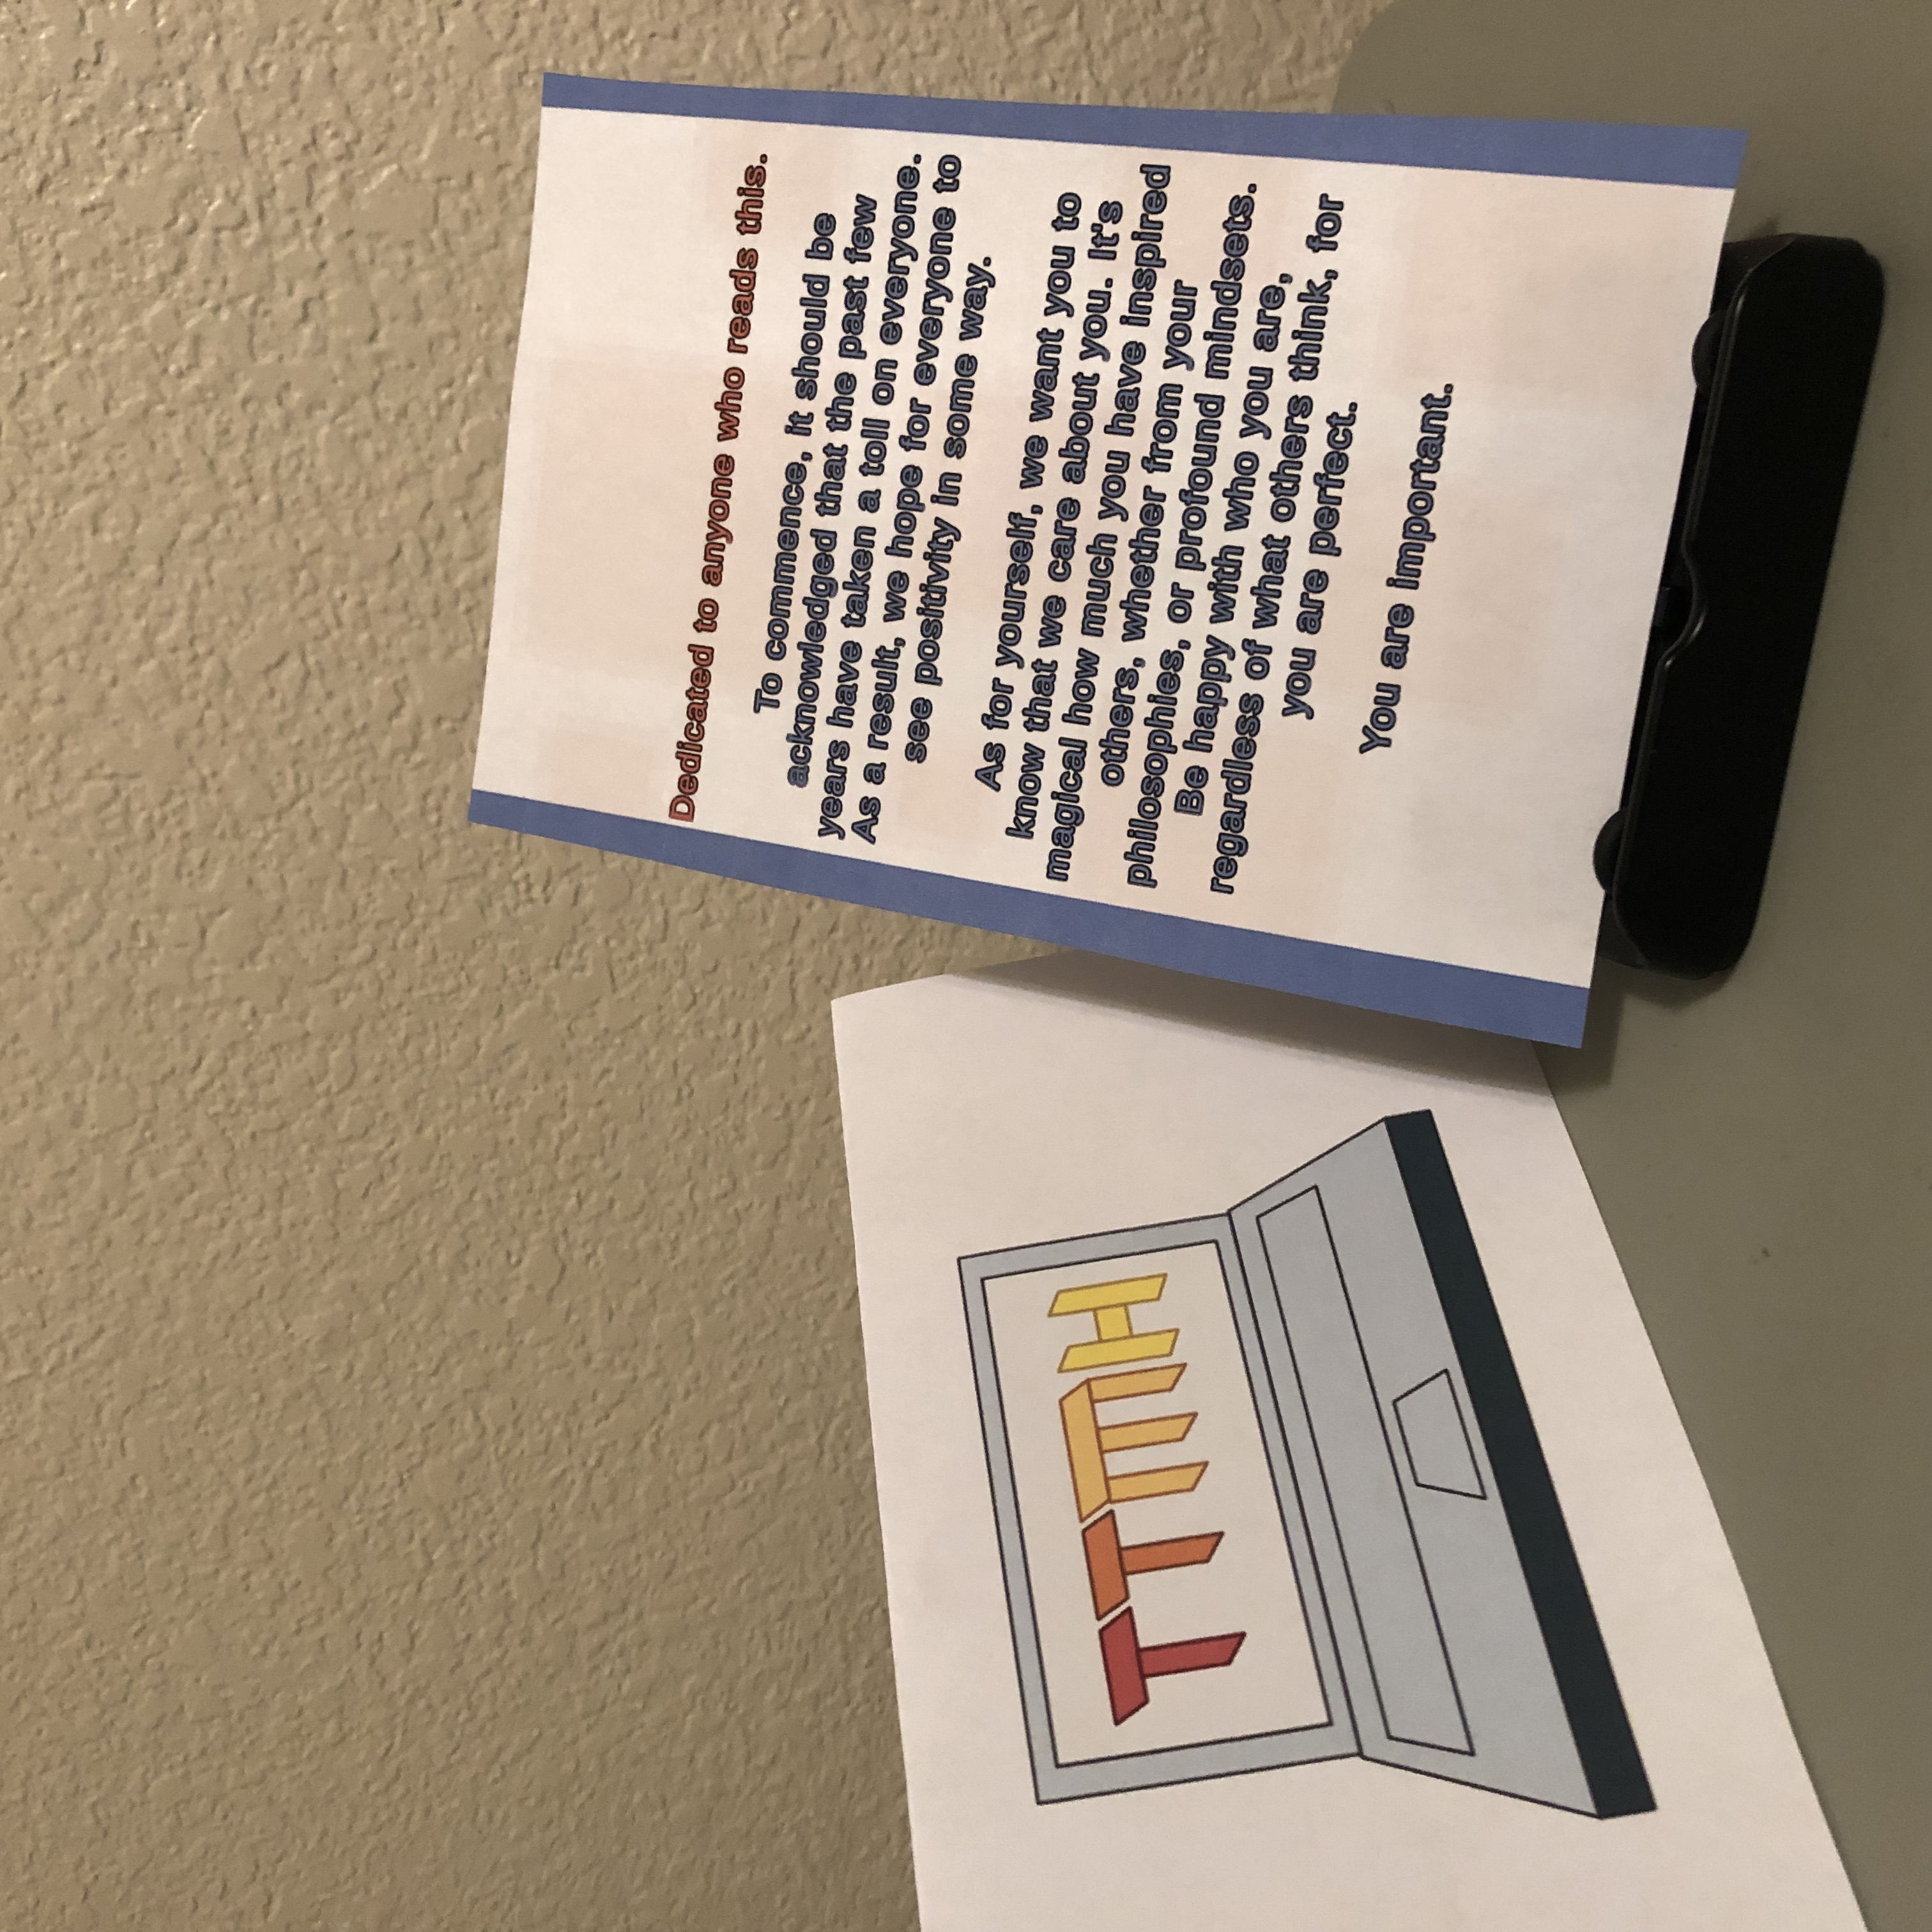 TTMH
Dedicated to anyone who reads this.
To commence, it should be
acknowledged that the past few
years have taken a toll on everyone.
As a result, we hope for everyone to
see positivity in some way.
As for yourself, we want you to
know that we care about you. It's
magical how much you have inspired
others, whether from your
philosophies, or profound mindsets.
Be happy with who you are,
regardless of what others think, for
you are perfect.
You are important.